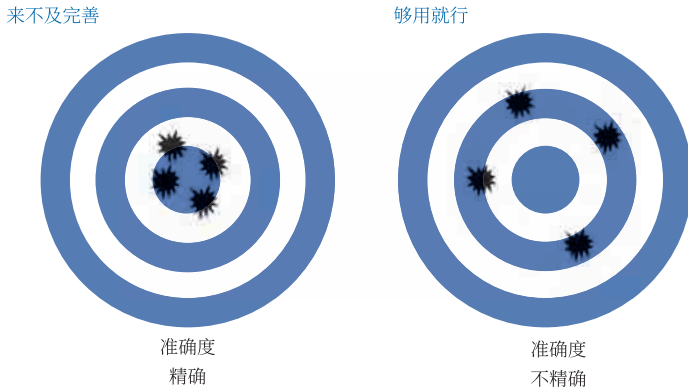 来不及完善
够用就行
准确度
精确
准确度
不精确